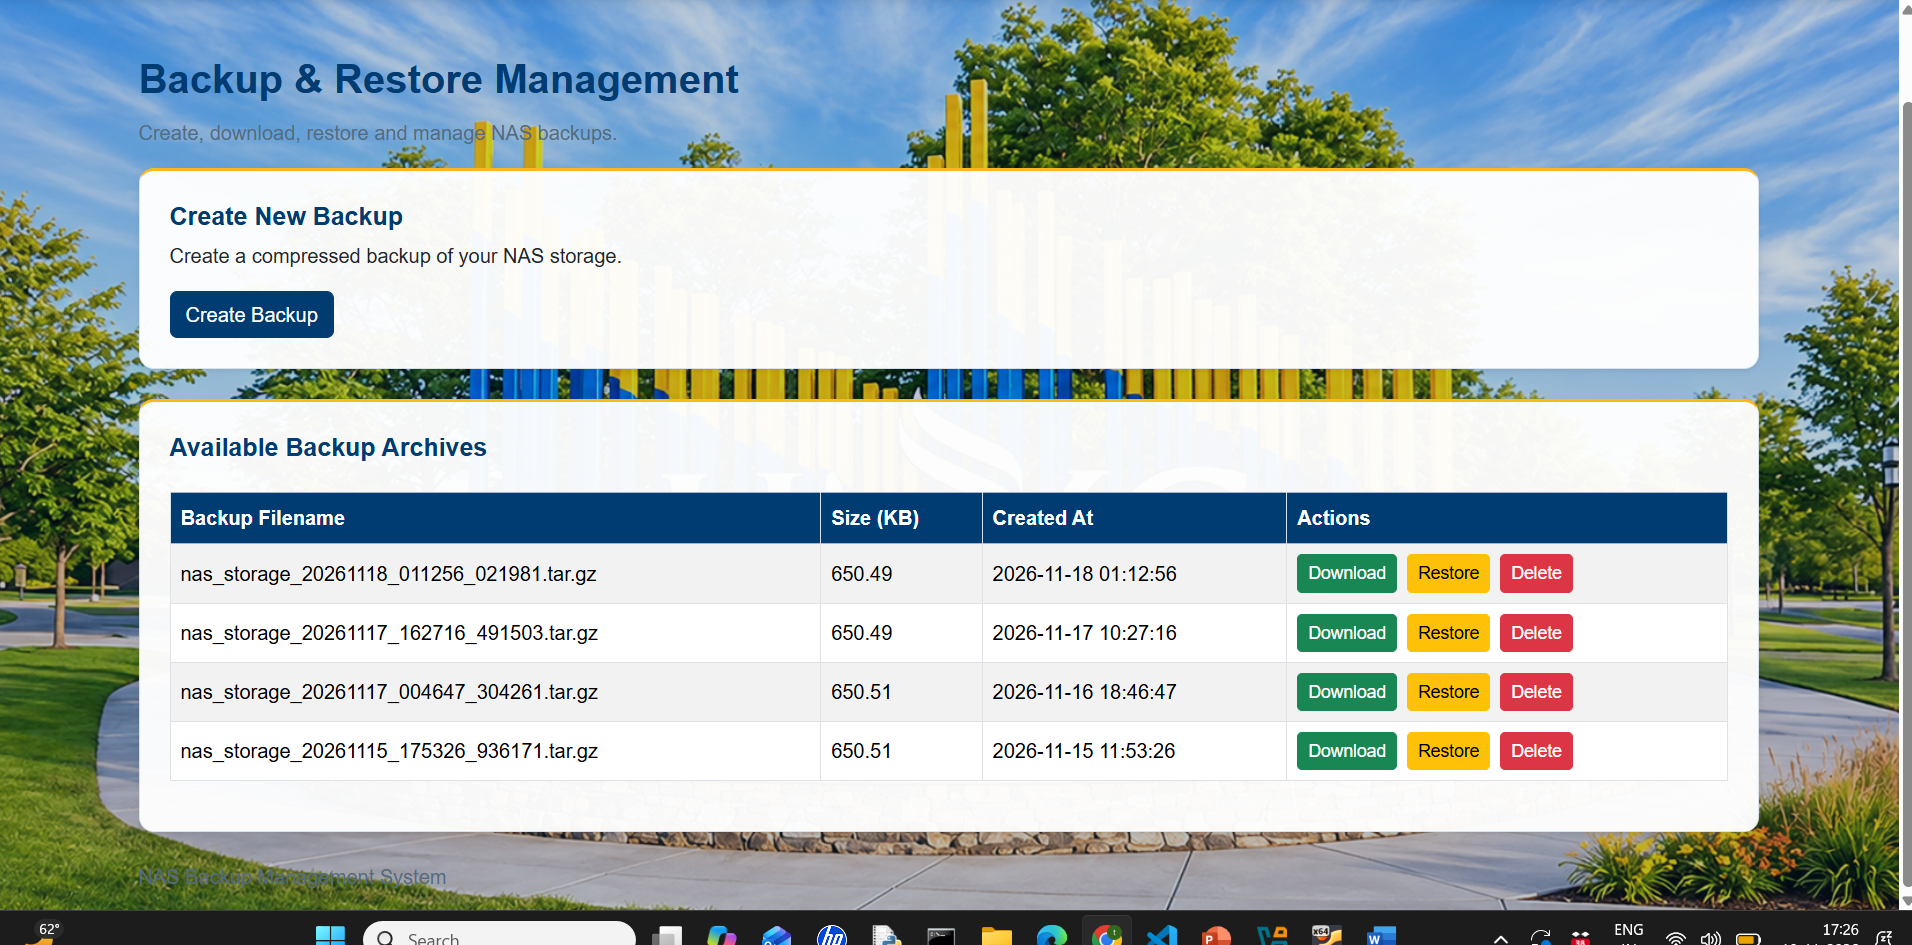 Backup & Restore Management
Create, download, restore and manage NAS backups.
Create New Backup
Create a compressed backup of your NAS storage.
Create Backup
Available Backup Archives
Backup Filename Size (KB) Created At Actions
nas_storage_20261118_011256_021981.tar.gz 650.49 2026-11-18 01:12:56 Download Restore Delete
nas_storage_20261117_162716_491503.tar.gz 650.49 2026-11-17 10:27:16 Download Restore Delete
nas_storage_20261117_004647_304261.tar.gz 650.51 2026-11-16 18:46:47 Download Restore Delete
nas_storage_20261115_175326_936171.tar.gz 650.51 2026-11-15 11:53:26 Download Restore Delete
NAS Backup Management System
62° Search ENG 17:26